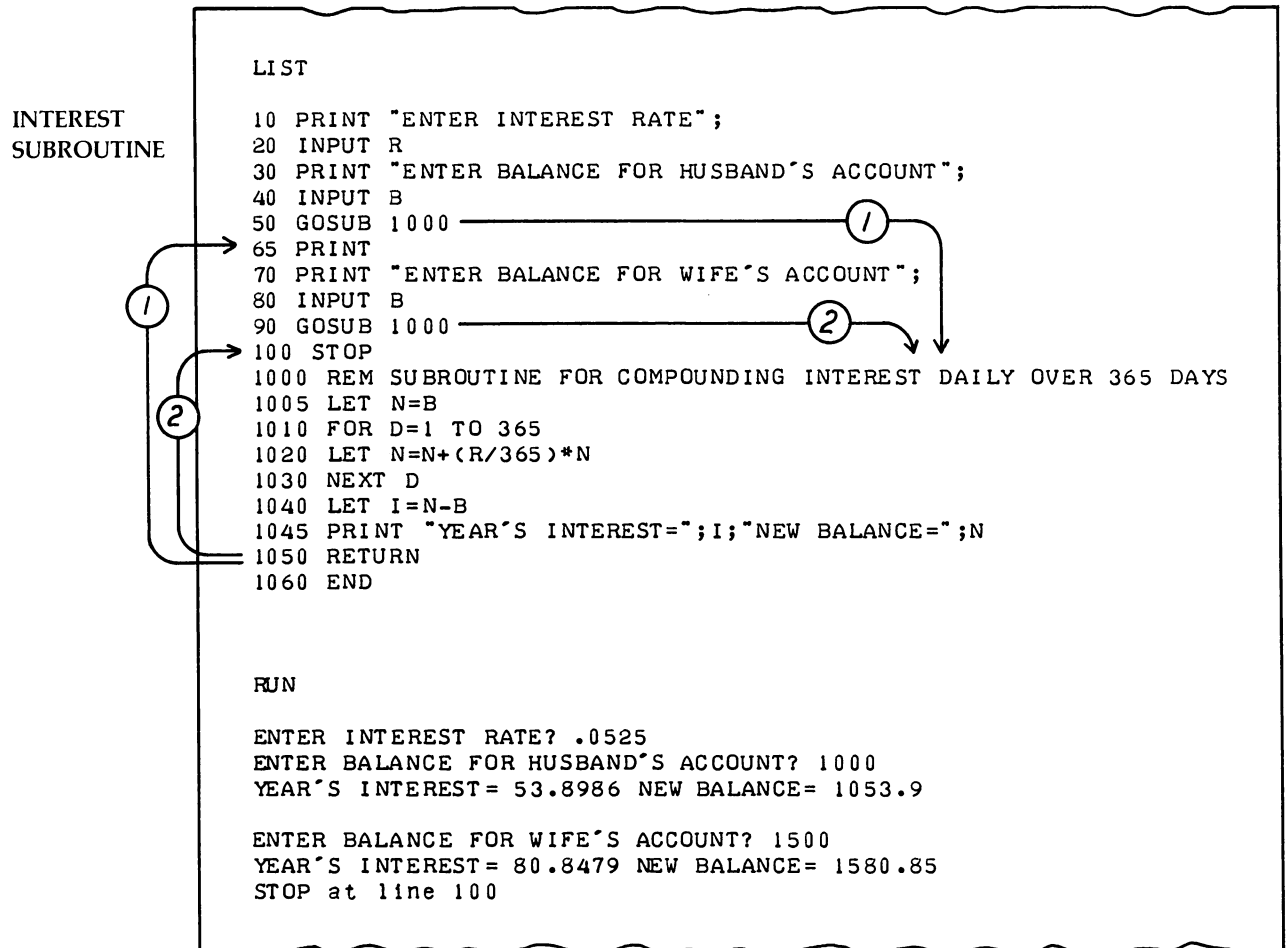 INTEREST
SUBROUTINE
LIST
10 PRINT "ENTER INTEREST RATE";
20 INPUT R
30 PRINT "ENTER BALANCE FOR HUSBAND'S ACCOUNT";
40 INPUT B
50 GOSUB 1000
1
65 PRINT
70 PRINT "ENTER BALANCE FOR WIFE'S ACCOUNT";
1
80 INPUT B
90 GOSUB 1000
2
100 STOP
1000 REM SUBROUTINE FOR COMPOUNDING INTEREST DAILY OVER 365 DAYS
2
1005 LET N=B
1010 FOR D=1 TO 365
1020 LET N=N+(R/365)*N
1030 NEXT D
1040 LET I=N-B
1045 PRINT "YEAR'S INTEREST=";I;"NEW BALANCE=";N
1050 RETURN
1060 END
RUN
ENTER INTEREST RATE? .0525
ENTER BALANCE FOR HUSBAND'S ACCOUNT? 1000
YEAR'S INTEREST= 53.8986 NEW BALANCE= 1053.9
ENTER BALANCE FOR WIFE'S ACCOUNT? 1500
YEAR'S INTEREST= 80.8479 NEW BALANCE= 1580.85
STOP at line 100